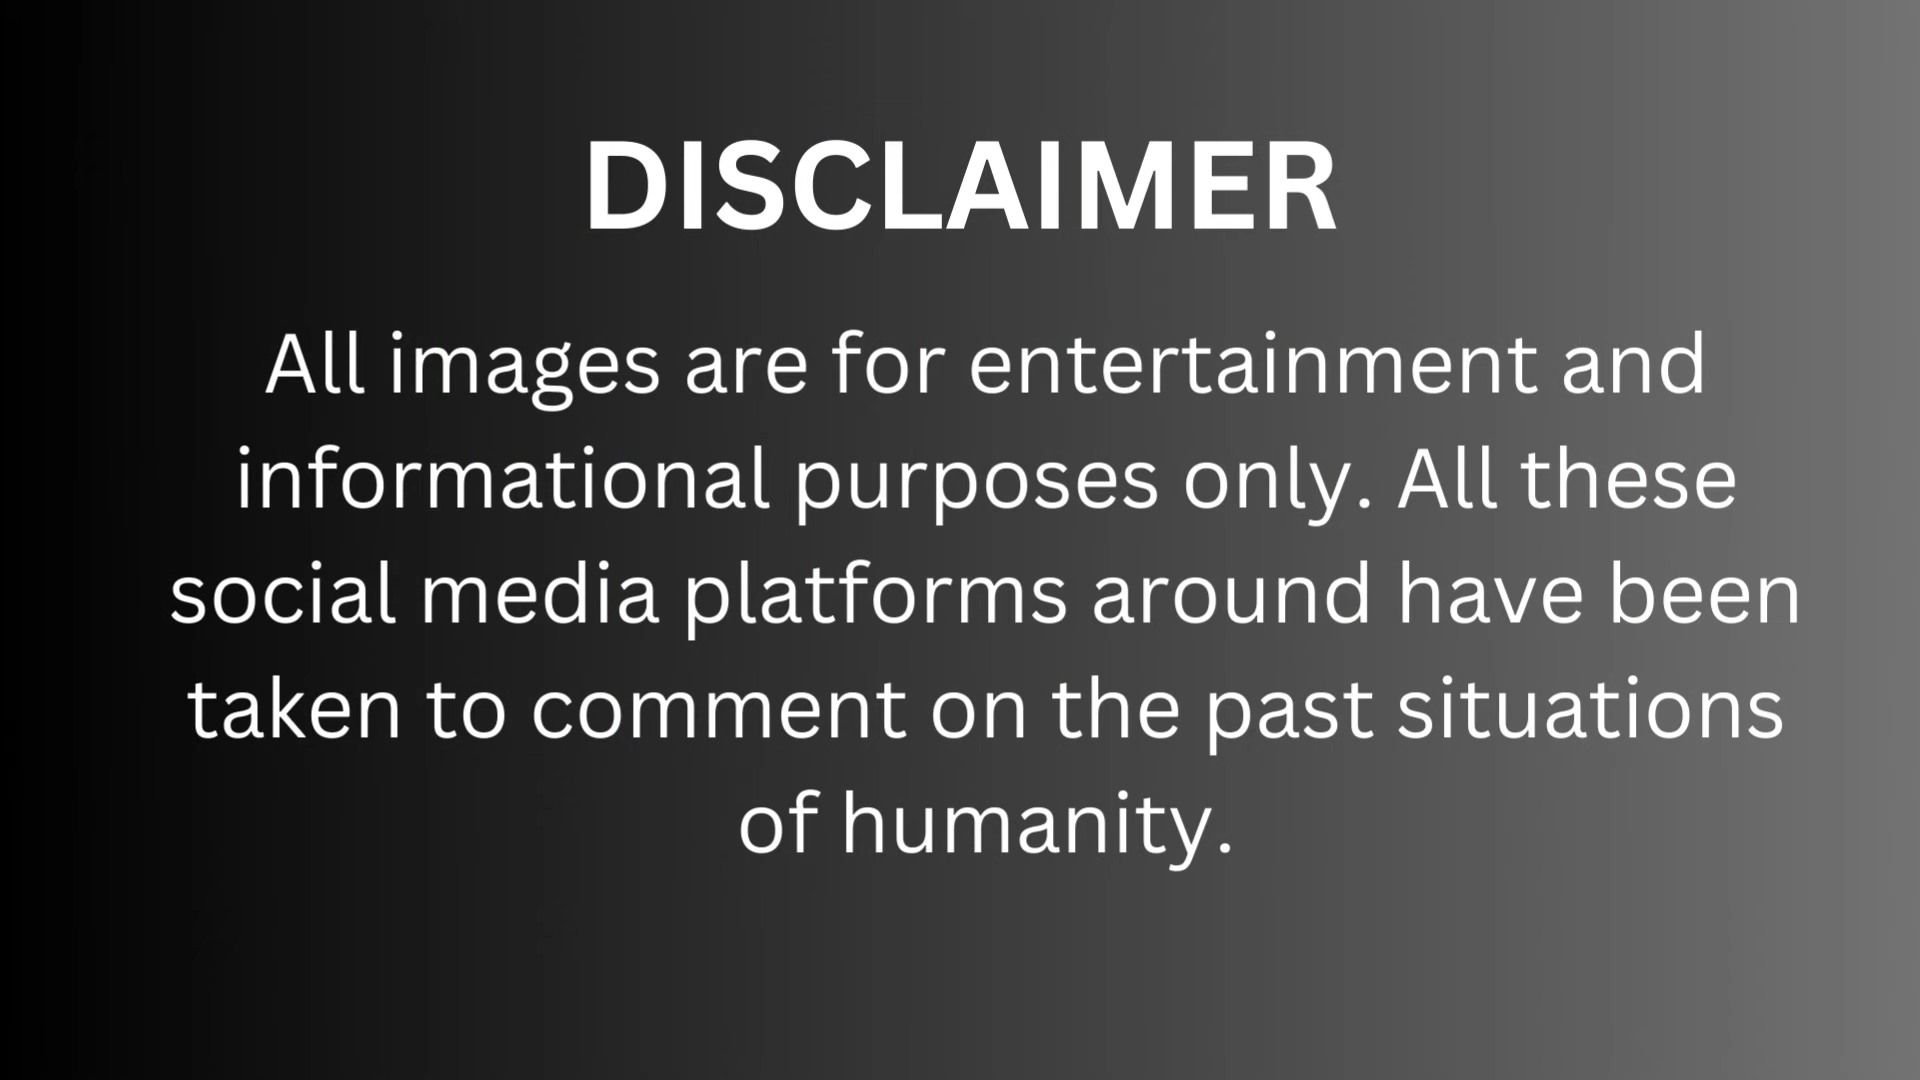 DISCLAIMER
All images are for entertainment and
informational purposes only. All these
social media platforms around have been
taken to comment on the past situations
of humanity.